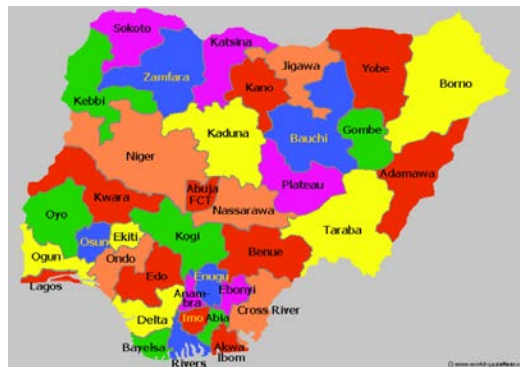 Sokoto
Katsina
Zamfara
Jigawa
Yobe
Borno
Kano
Kebbi
Kaduna
Bauchi
Gombe
Niger
Adamawa
Plateau
Abuja
FCT
Kwara
Nassarawa
Oyo
Taraba
Osun
Ekiti
Kogi
Benue
Ogun
Ondo
Edo
Enugu
Lagos
Anam-
bra
Ebonyi
Cross River
Delta
Imo
Abia
Bayelsa
Rivers
Akwa
Ibom